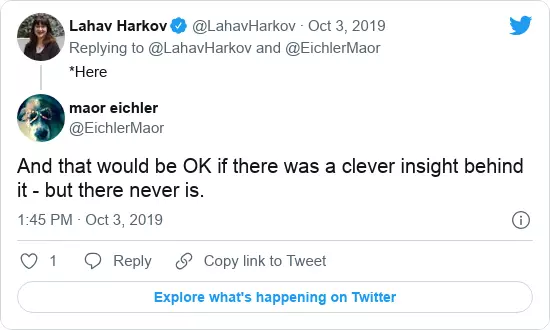 Lahav Harkov @LahavHarkov · Oct 3, 2019
Replying to @LahavHarkov and @EichlerMaor
*Here
maor eichler
@EichlerMaor
And that would be OK if there was a clever insight behind
it - but there never is.
1:45 PM · Oct 3, 2019
1 Reply Copy link to Tweet
Explore what's happening on Twitter